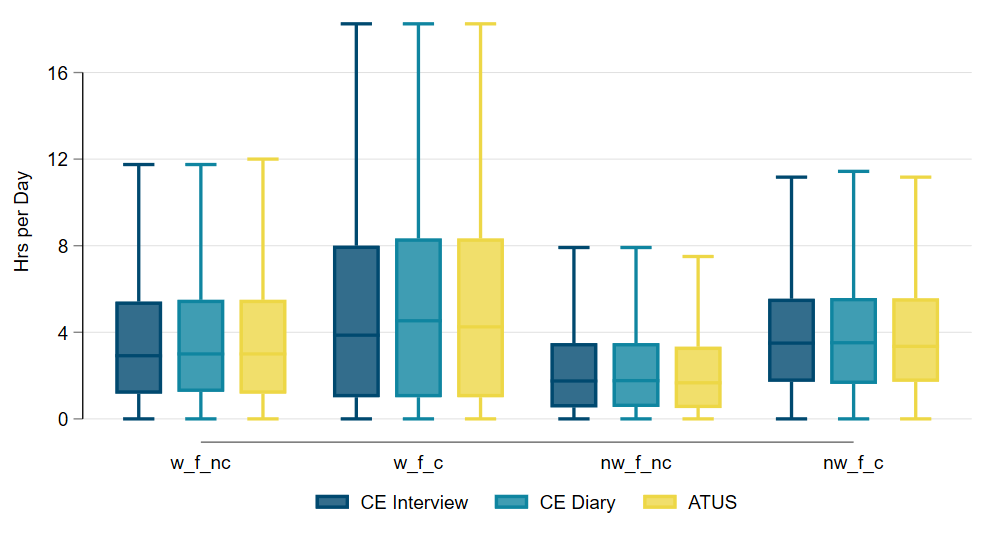 Hrs per Day
16
12
8
4
0
w_f_nc w_f_c nw_f_nc nw_f_c
CE Interview CE Diary ATUS